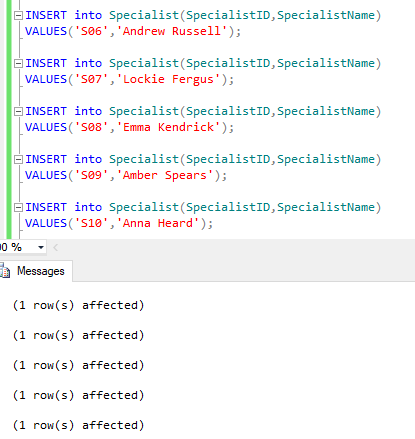 INSERT into Specialist(SpecialistID,SpecialistName)
VALUES('S06','Andrew Russell');
INSERT into Specialist(SpecialistID,SpecialistName)
VALUES('S07','Lockie Fergus');
INSERT into Specialist(SpecialistID,SpecialistName)
VALUES('S08','Emma Kendrick');
INSERT into Specialist(SpecialistID,SpecialistName)
VALUES('S09','Amber Spears');
INSERT into Specialist(SpecialistID,SpecialistName)
VALUES('S10','Anna Heard');
00 %
Messages
(1 row(s) affected)
(1 row(s) affected)
(1 row(s) affected)
(1 row(s) affected)
(1 row(s) affected)